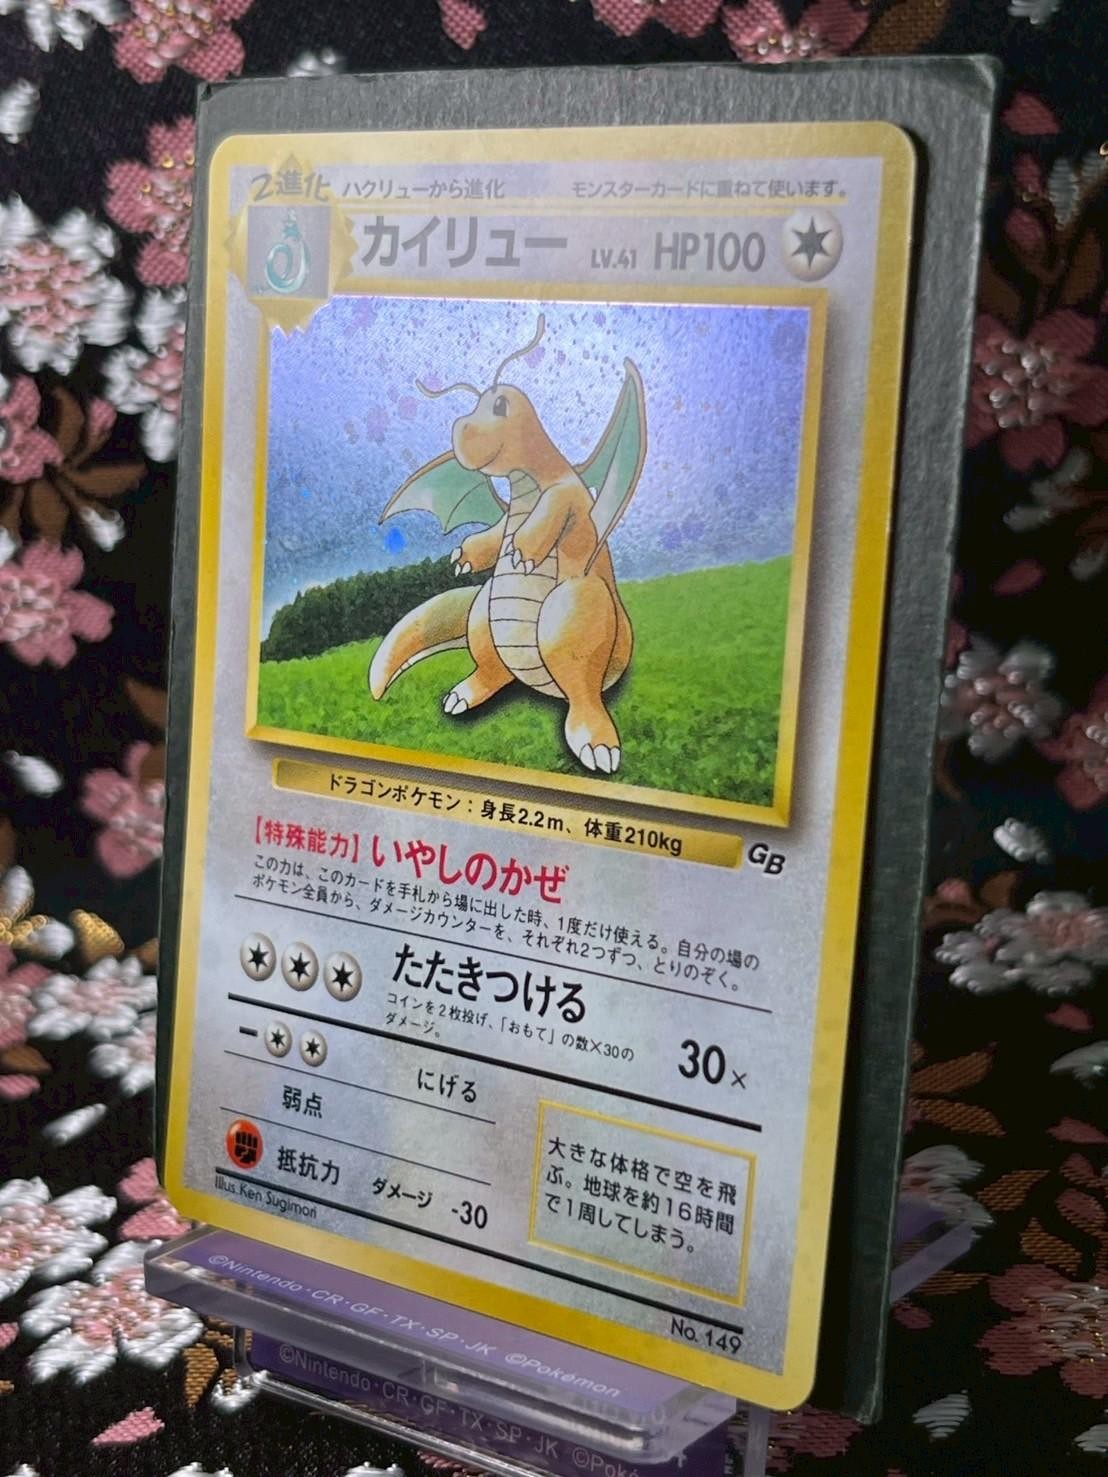 2進化 ハクリューから進化 モンスターカードに重ねて使います。
カイリュー LV.41 HP100
ドラゴンポケモン：身長2.2m、体重210kg
GB
【特殊能力】いやしのかぜ
この力は、このカードを手札から場に出した時、1度だけ使える。自分の場の
ポケモン全員から、ダメージカウンターを、それぞれ2つずつ、とりのぞく。
たたきつける
コインを2枚投げ、「おもて」の数×30の
ダメージ。
30×
−
にげる
弱点
抵抗力 ダメージ -30
大きな体格で空を飛
ぶ。地球を約16時間
で1周してしまう。
Illus. Ken Sugimori
No. 149
©Nintendo・CR・GF・TX・SP・JK ©Pokémon
©Nintendo・CR・GF・TX・SP・JK ©Poké